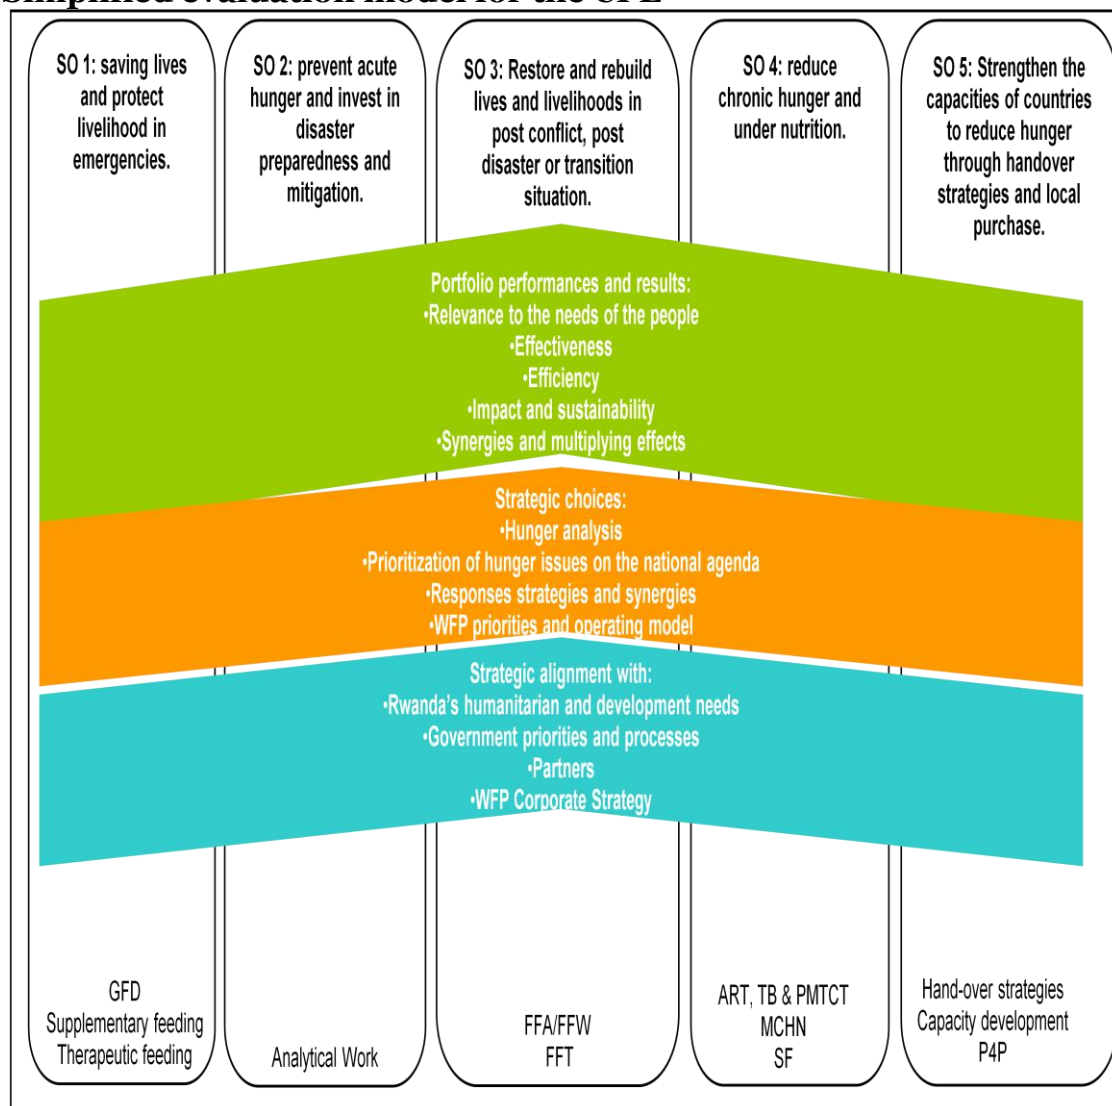 Simplified evaluation model for the CPE
SO 1: saving lives
and protect
livelihood in
emergencies.
SO 2: prevent acute
hunger and invest in
disaster
preparedness and
mitigation.
SO 3: Restore and rebuild
lives and livelihoods in
post conflict, post
disaster or transition
situation.
SO 4: reduce
chronic hunger and
under nutrition.
SO 5: Strengthen the
capacities of countries
to reduce hunger
through handover
strategies and local
purchase.
Portfolio performances and results:
•Relevance to the needs of the people
•Effectiveness
•Efficiency
•Impact and sustainability
•Synergies and multiplying effects
Strategic choices:
•Hunger analysis
•Prioritization of hunger issues on the national agenda
•Responses strategies and synergies
•WFP priorities and operating model
Strategic alignment with:
•Rwanda’s humanitarian and development needs
•Government priorities and processes
•Partners
•WFP Corporate Strategy
GFD
Supplementary feeding
Therapeutic feeding
Analytical Work
FFA/FFW
FFT
ART, TB & PMTCT
MCHN
SF
Hand-over strategies
Capacity development
P4P